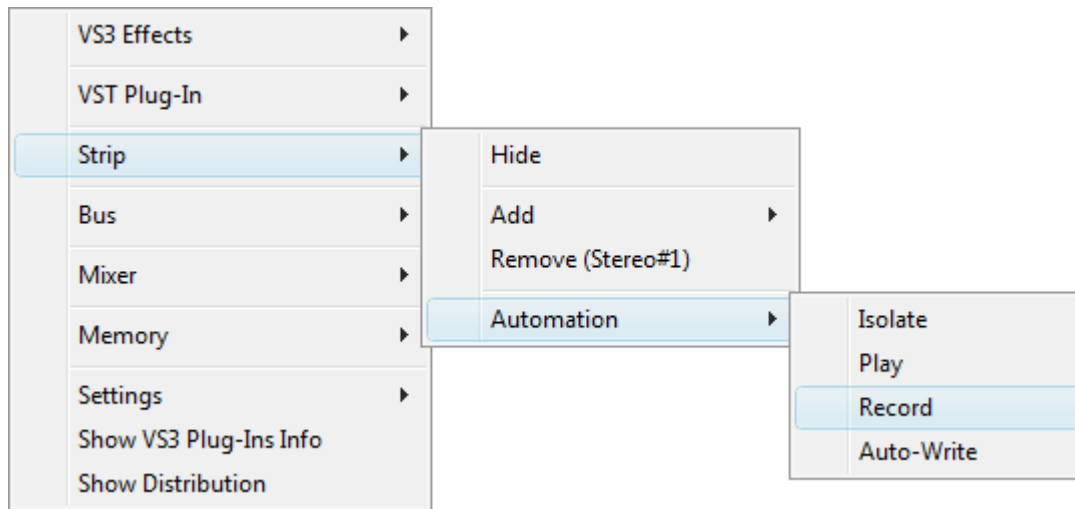 VS3 Effects
VST Plug-In
Strip
Bus
Mixer
Memory
Settings
Show VS3 Plug-Ins Info
Show Distribution
Hide
Add
Remove (Stereo#1)
Automation
Isolate
Play
Record
Auto-Write